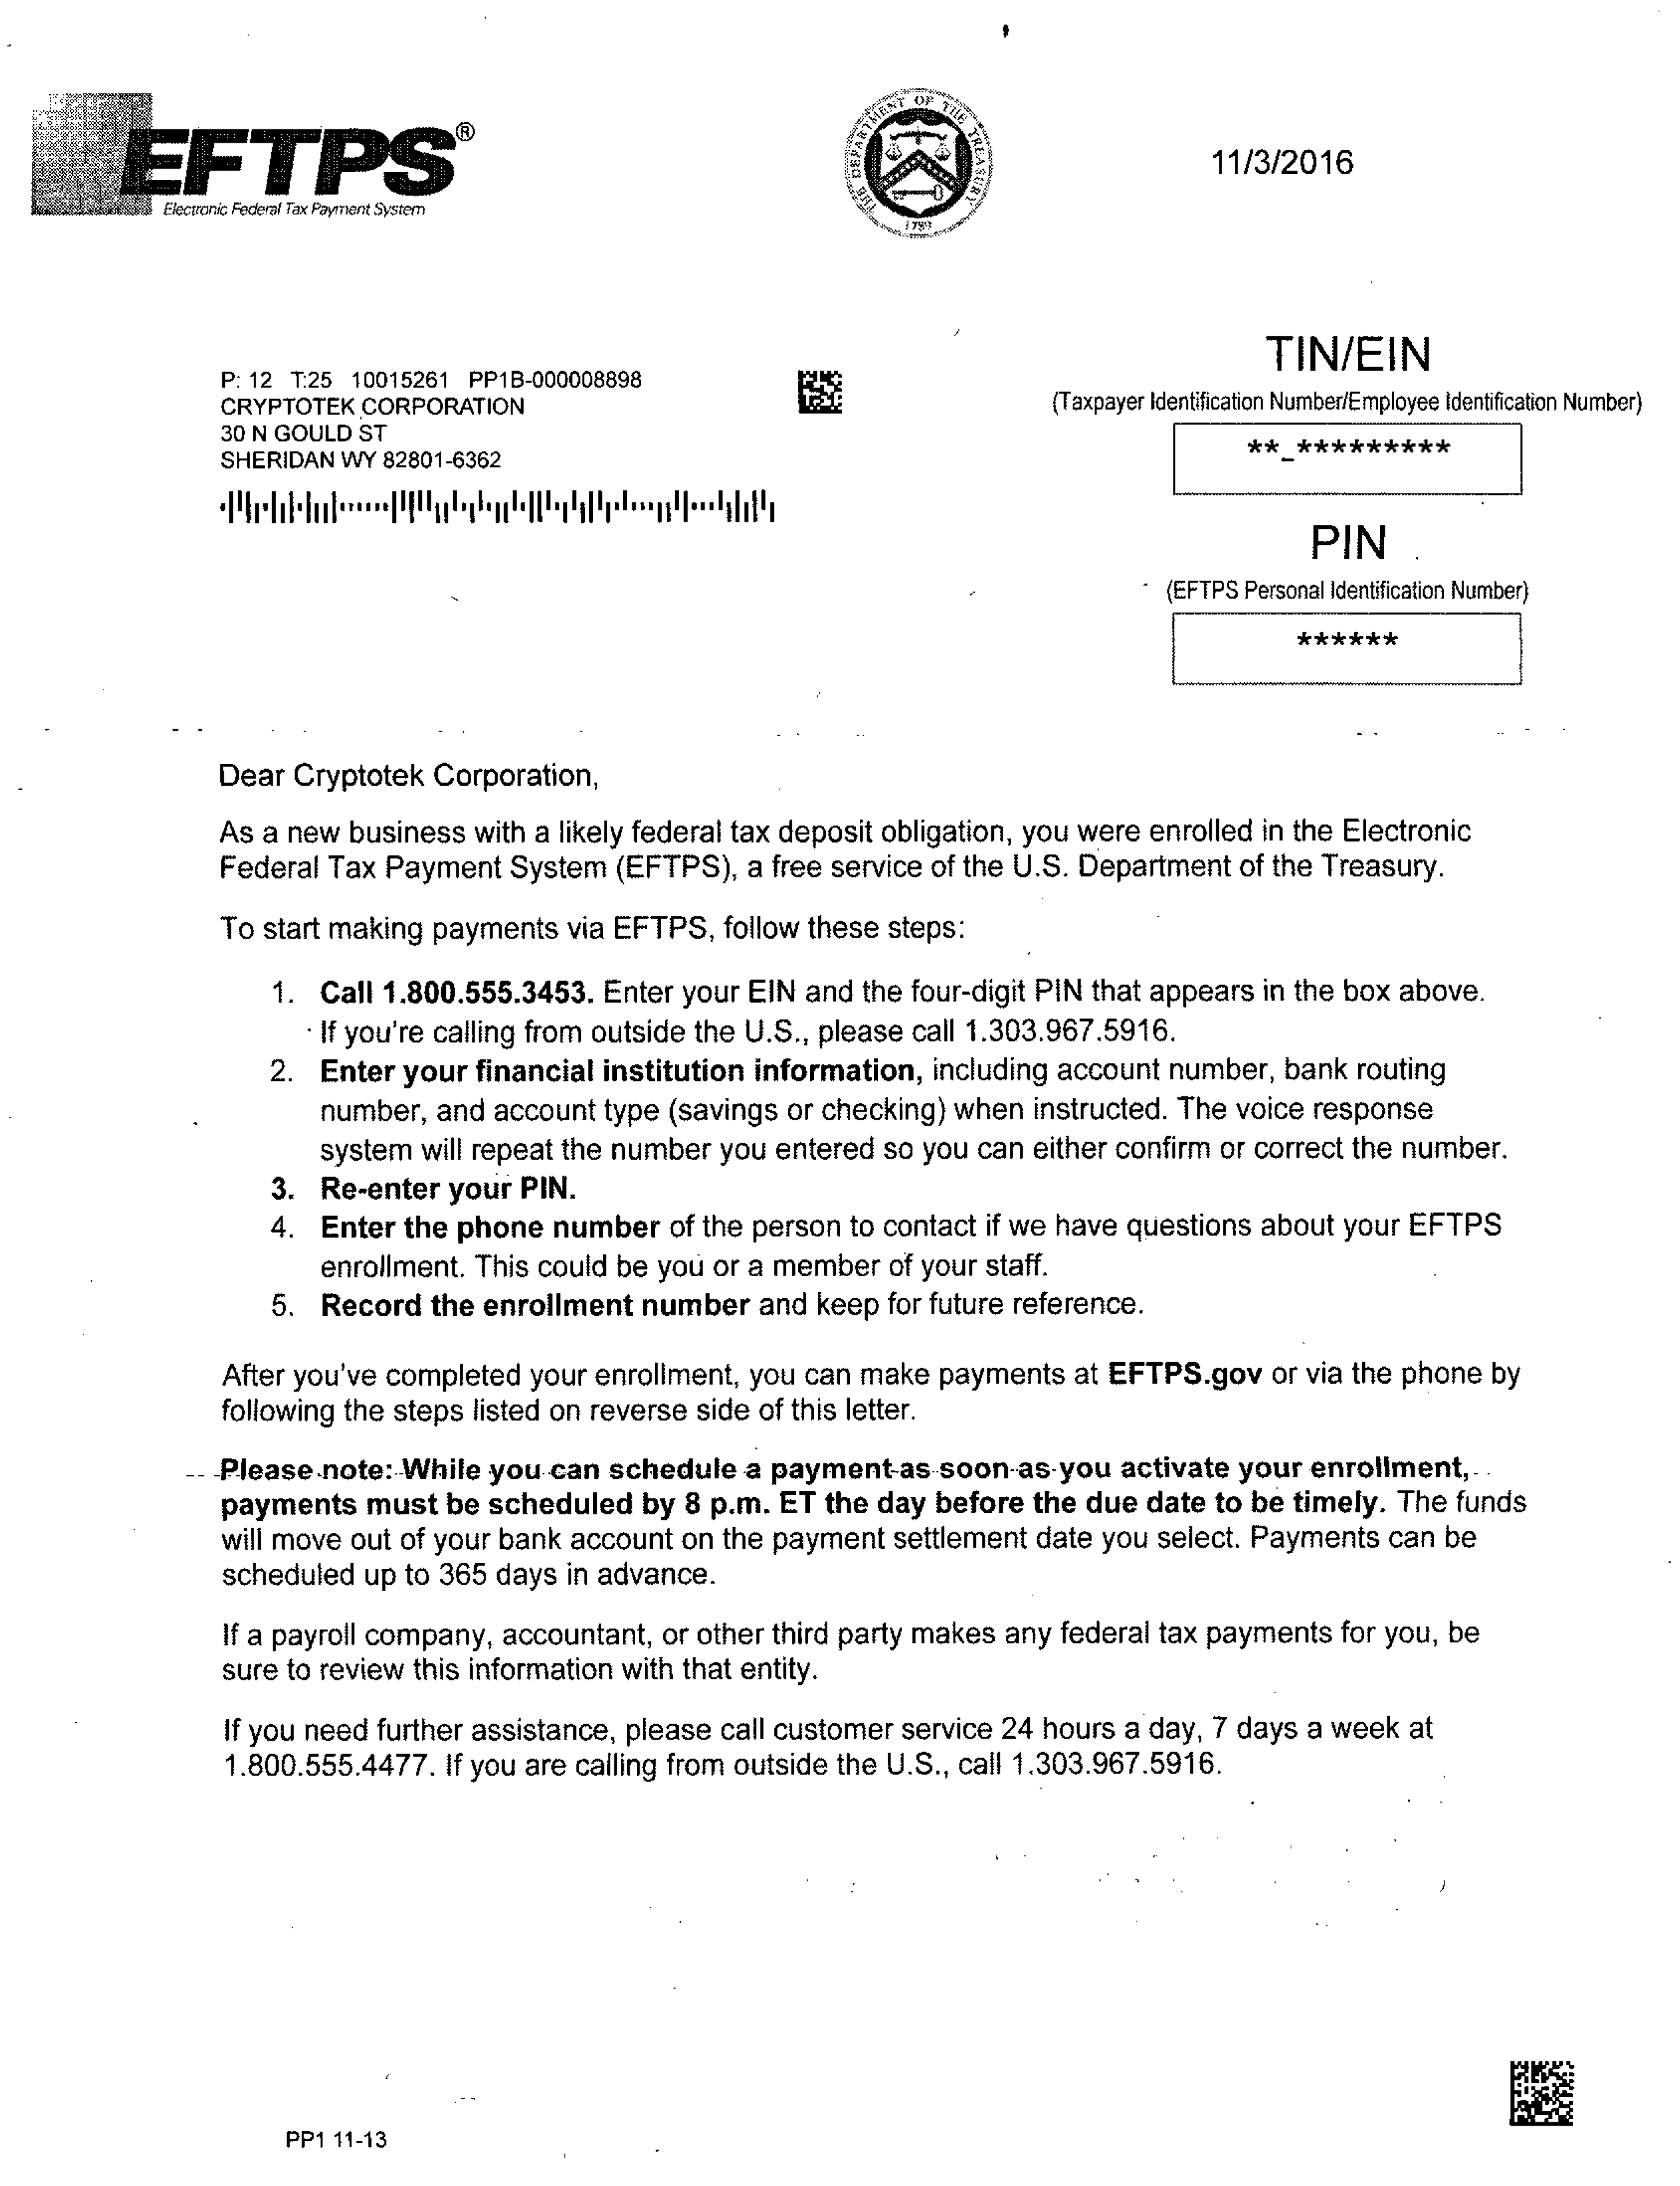 EFTPS®
Electronic Federal Tax Payment System
THE DEPARTMENT OF THE TREASURY
1789
11/3/2016
TIN/EIN
(Taxpayer Identification Number/Employee Identification Number)
**_*********
P: 12 T:25 10015261 PP1B-000008898
CRYPTOTEK CORPORATION
30 N GOULD ST
SHERIDAN WY 82801-6362
PIN
(EFTPS Personal Identification Number)
******
Dear Cryptotek Corporation,
As a new business with a likely federal tax deposit obligation, you were enrolled in the Electronic
Federal Tax Payment System (EFTPS), a free service of the U.S. Department of the Treasury.
To start making payments via EFTPS, follow these steps:
1. Call 1.800.555.3453. Enter your EIN and the four-digit PIN that appears in the box above.
If you're calling from outside the U.S., please call 1.303.967.5916.
2. Enter your financial institution information, including account number, bank routing
number, and account type (savings or checking) when instructed. The voice response
system will repeat the number you entered so you can either confirm or correct the number.
3. Re-enter your PIN.
4. Enter the phone number of the person to contact if we have questions about your EFTPS
enrollment. This could be you or a member of your staff.
5. Record the enrollment number and keep for future reference.
After you've completed your enrollment, you can make payments at EFTPS.gov or via the phone by
following the steps listed on reverse side of this letter.
Please note: While you can schedule a payment as soon as you activate your enrollment,
payments must be scheduled by 8 p.m. ET the day before the due date to be timely. The funds
will move out of your bank account on the payment settlement date you select. Payments can be
scheduled up to 365 days in advance.
If a payroll company, accountant, or other third party makes any federal tax payments for you, be
sure to review this information with that entity.
If you need further assistance, please call customer service 24 hours a day, 7 days a week at
1.800.555.4477. If you are calling from outside the U.S., call 1.303.967.5916.
PP1 11-13